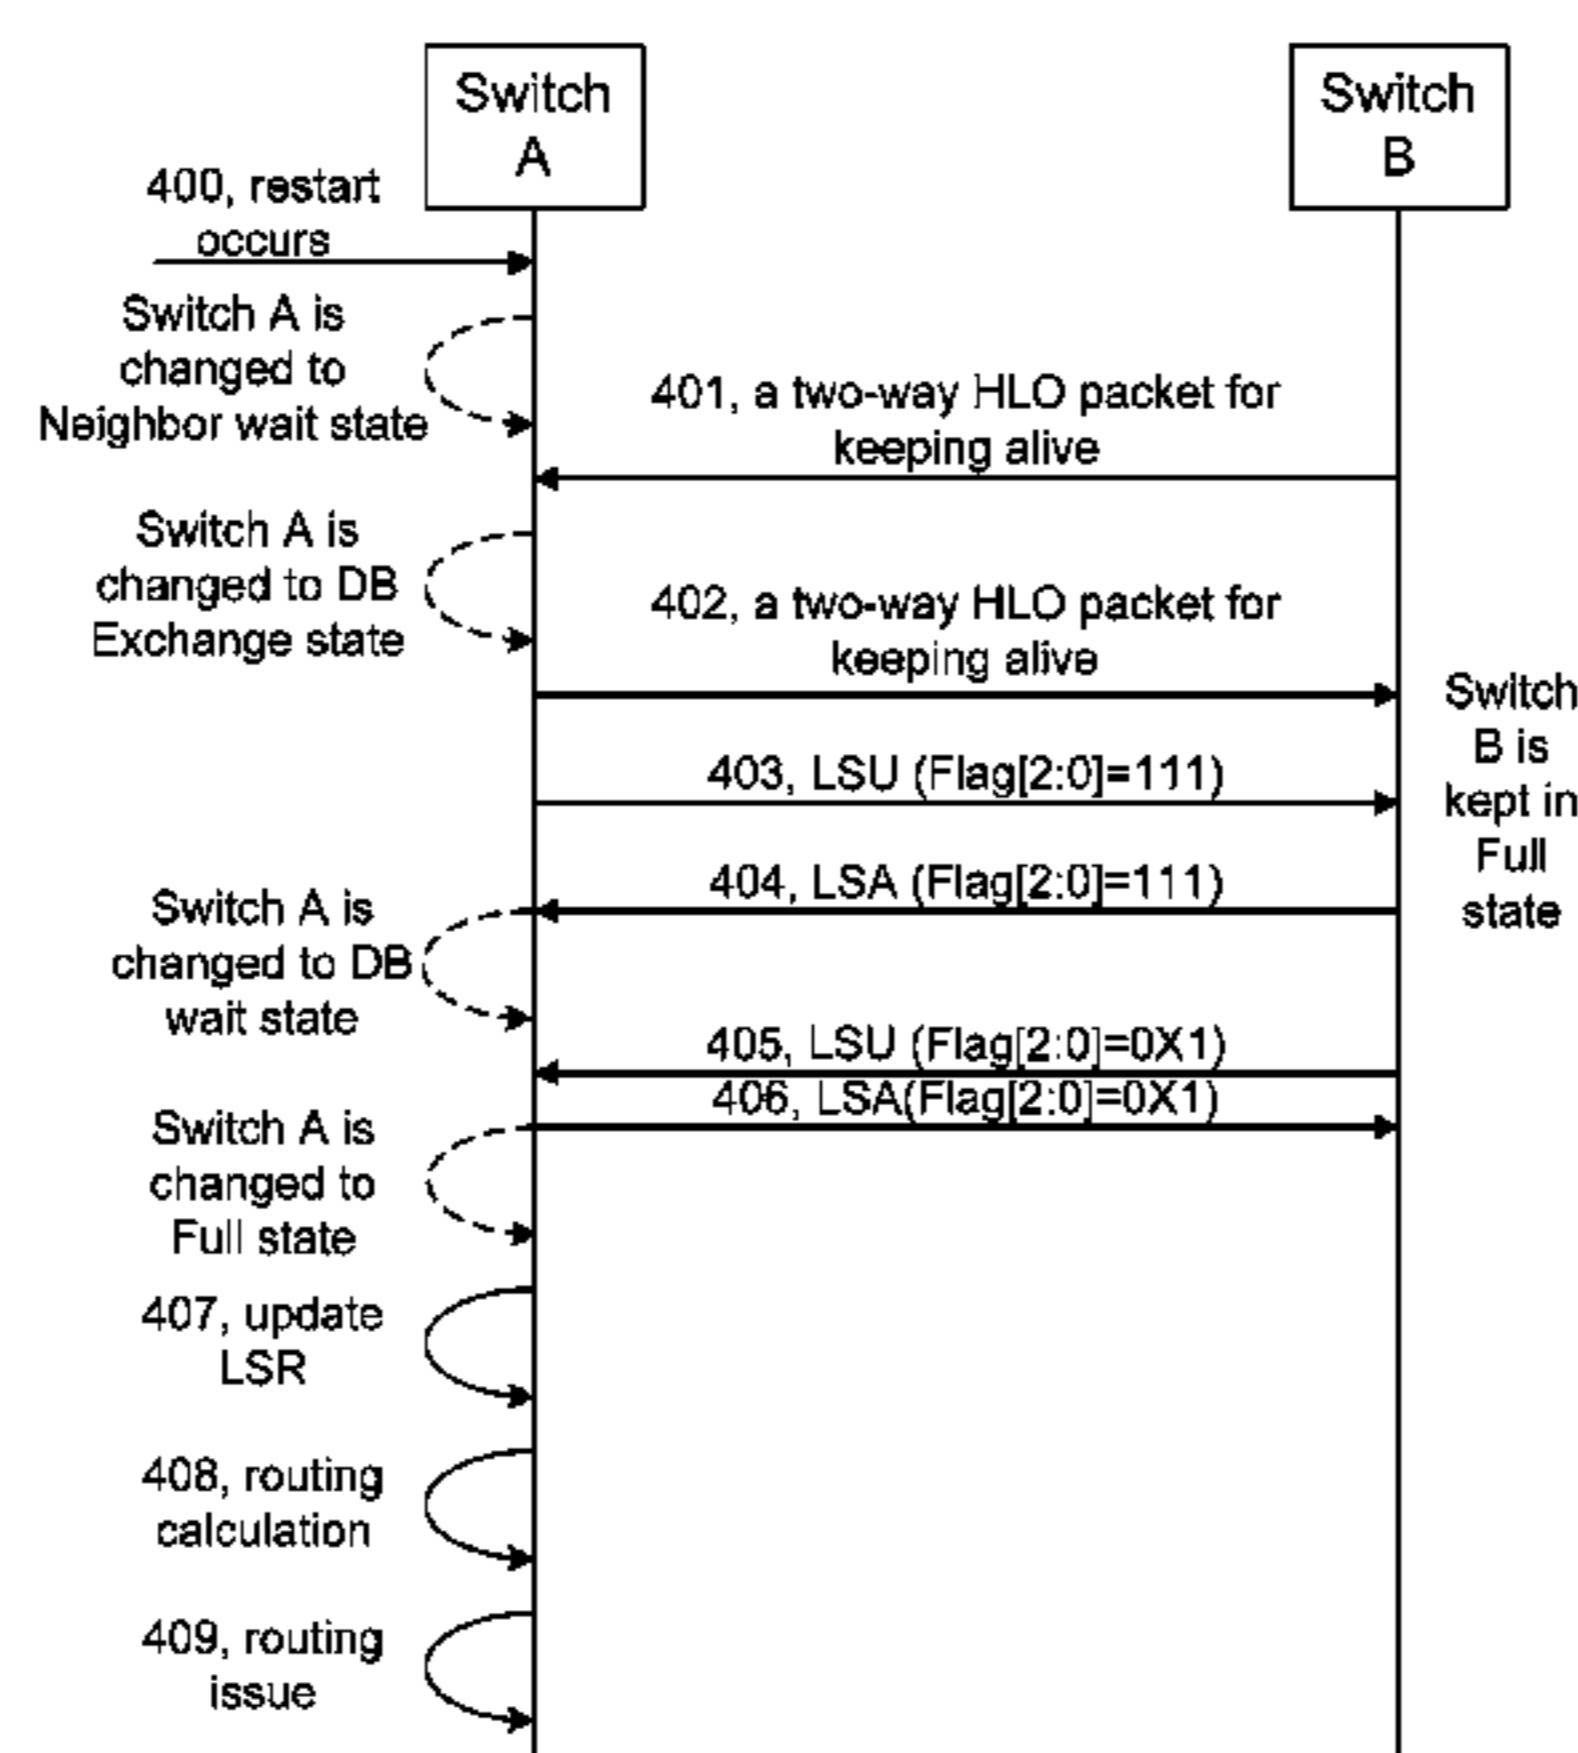 Switch
A
Switch
B
400, restart
occurs
Switch A is
changed to
Neighbor wait state
401, a two-way HLO packet for
keeping alive
Switch A is
changed to DB
Exchange state
402, a two-way HLO packet for
keeping alive
Switch
B is
kept in
Full
state
403, LSU (Flag[2:0]=111)
404, LSA (Flag[2:0]=111)
Switch A is
changed to DB
wait state
405, LSU (Flag[2:0]=0X1)
406, LSA(Flag[2:0]=0X1)
Switch A is
changed to
Full state
407, update
LSR
408, routing
calculation
409, routing
issue